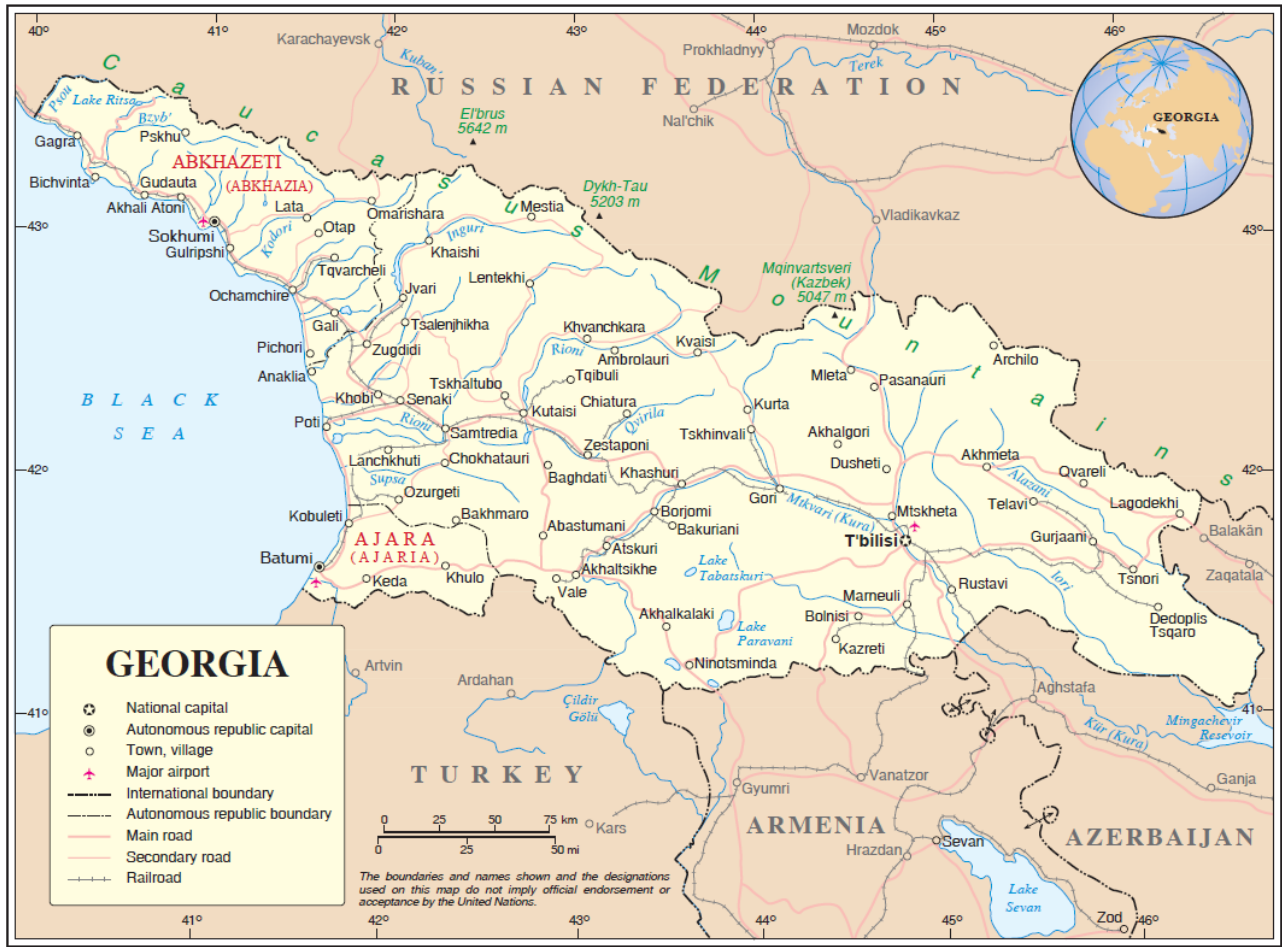 40°
41°
42°
43°
44°
45°
Karachayevsk
Kuban'
Prokhladnyy
Mozdok
Terek
RUSSIAN FEDERATION
Nal'chik
Caucasus Mountains
GEORGIA
Psou
Lake Ritsa
Bzyb'
Gagra
Pskhu
El'brus
5642 m
ABKHAZETI
(ABKHAZIA)
Bichvinta
Gudauta
Akhali Atoni
Lata
Omarishara
Mestia
Dykh-Tau
5203 m
Vladikavkaz
43°
43°
Sokhumi
Gulripshi
Kodori
Otap
Inguri
Khaishi
Tqvarcheli
Lentekhi
Mqinvartsveri
(Kazbek)
5047 m
Ochamchire
Jvari
Gali
Tsalenjhikha
Khvanchkara
Kvaisi
Pichori
Zugdidi
Rioni
Ambrolauri
Archilo
Anaklia
Tqibuli
Mleta
Pasanauri
BLACK
SEA
Khobi
Senaki
Tskhaltubo
Chiatura
Kurta
Poti
Rioni
Kutaisi
Qvirila
Samtredia
Tskhinvali
Akhalgori
Zestaponi
42°
42°
Lanchkhuti
Chokhatauri
Khashuri
Dusheti
Akhmeta
Qvareli
Supsa
Baghdati
Gori
Alazani
Ozurgeti
Mtkvari (Kura)
Telavi
Lagodekhi
Kobuleti
Bakhmaro
Borjomi
Mtskheta
Abastumani
Bakuriani
Balakān
AJARA
(AJARIA)
T'bilisi
Gurjaani
Batumi
Atskuri
Lake
Tabatskuri
Zaqatala
Keda
Khulo
Akhaltsikhe
Iori
Tsnori
Vale
Rustavi
Marneuli
Akhalkalaki
Bolnisi
Dedoplis
Tsqaro
Lake
Paravani
Kazreti
GEORGIA
Ninotsminda
Artvin
Ardahan
Aghstafa
Çildir
Gölü
41°
41°
National capital
Autonomous republic capital
Town, village
Major airport
International boundary
Autonomous republic boundary
Main road
Secondary road
Railroad
Mingachevir
Resevoir
Kür (Kura)
TURKEY
Vanatzor
Gyumri
Ganja
0 25 50 75 km
0 25 50 mi
Kars
ARMENIA
AZERBAIJAN
Hrazdan
Sevan
The boundaries and names shown and the designations
used on this map do not imply official endorsement or
acceptance by the United Nations.
Lake
Sevan
Zod
41°
42°
43°
44°
45°
46°